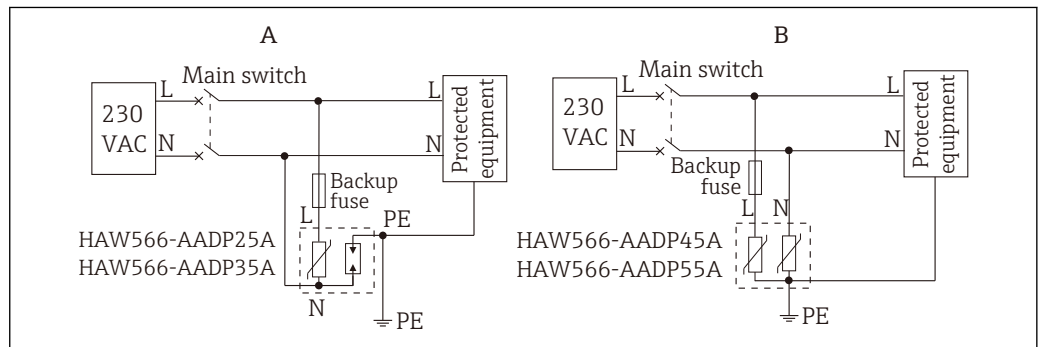 A
Main switch
L
L
230
VAC
N
N
Protected
equipment
Backup
fuse
L
PE
HAW566-AADP25A
HAW566-AADP35A
N
PE
B
Main switch
L
L
230
VAC
N
N
Protected
equipment
Backup
fuse
L
N
HAW566-AADP45A
HAW566-AADP55A
PE